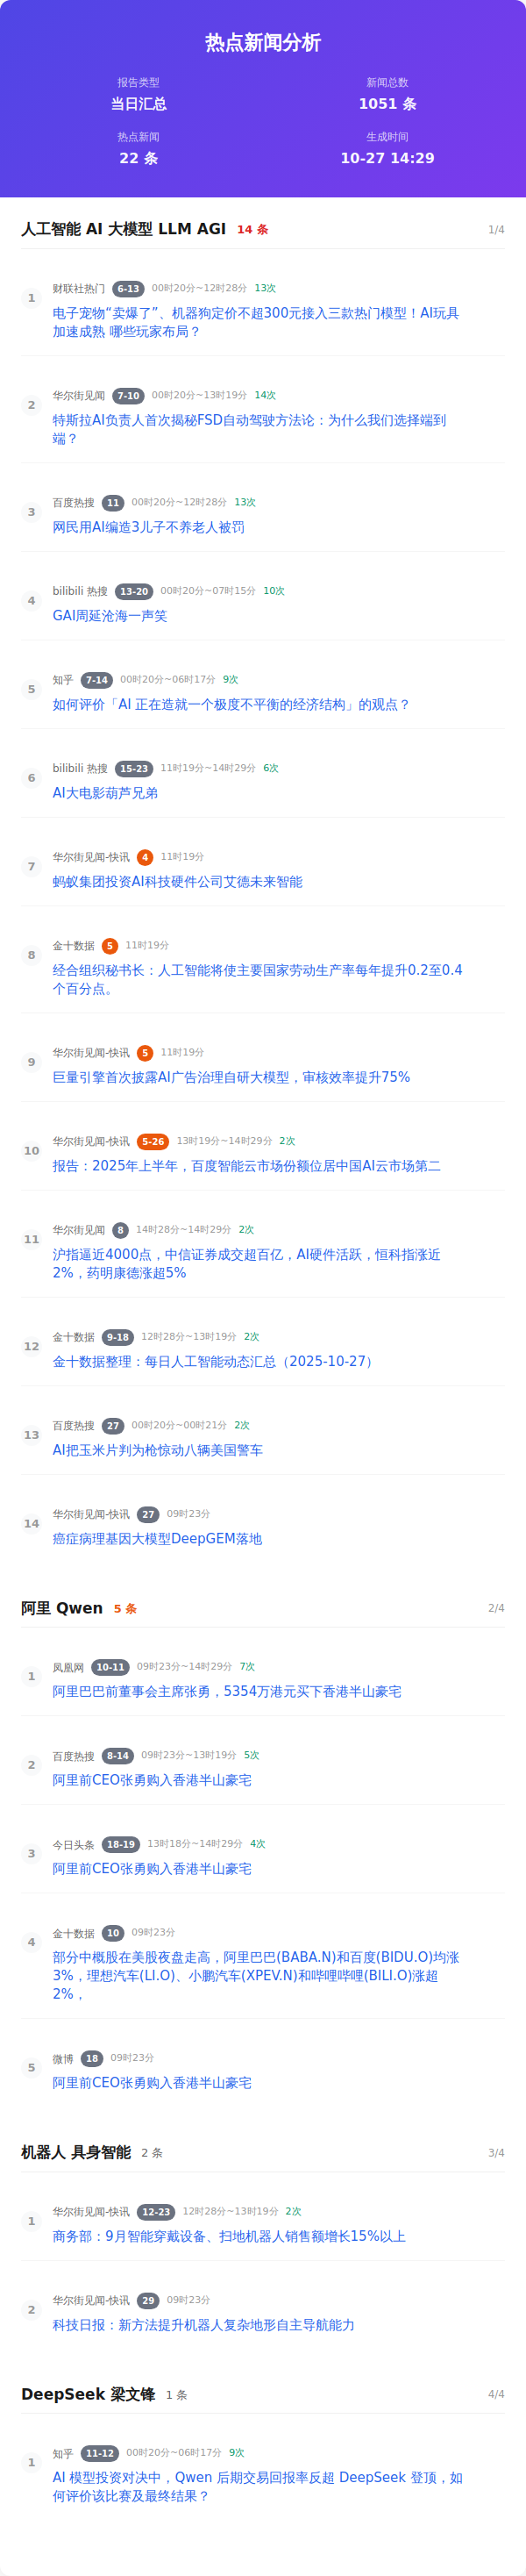 热点新闻分析
报告类型
新闻总数
当日汇总
1051 条
热点新闻
生成时间
22 条
10-27 14:29
人工智能 AI 大模型 LLM AGI 14 条 1/4
1
财联社热门 6-13 00时20分~12时28分 13次
电子宠物“卖爆了”、机器狗定价不超300元接入三款热门模型！AI玩具
加速成熟 哪些玩家布局？
2
华尔街见闻 7-10 00时20分~13时19分 14次
特斯拉AI负责人首次揭秘FSD自动驾驶方法论：为什么我们选择端到
端？
3
百度热搜 11 00时20分~12时28分 13次
网民用AI编造3儿子不养老人被罚
4
bilibili 热搜 13-20 00时20分~07时15分 10次
GAI周延沧海一声笑
5
知乎 7-14 00时20分~06时17分 9次
如何评价「AI 正在造就一个极度不平衡的经济结构」的观点？
6
bilibili 热搜 15-23 11时19分~14时29分 6次
AI大电影葫芦兄弟
7
华尔街见闻-快讯 4 11时19分
蚂蚁集团投资AI科技硬件公司艾德未来智能
8
金十数据 5 11时19分
经合组织秘书长：人工智能将使主要国家劳动生产率每年提升0.2至0.4
个百分点。
9
华尔街见闻-快讯 5 11时19分
巨量引擎首次披露AI广告治理自研大模型，审核效率提升75%
10
华尔街见闻-快讯 5-26 13时19分~14时29分 2次
报告：2025年上半年，百度智能云市场份额位居中国AI云市场第二
11
华尔街见闻 8 14时28分~14时29分 2次
沪指逼近4000点，中信证券成交超百亿，AI硬件活跃，恒科指涨近
2%，药明康德涨超5%
12
金十数据 9-18 12时28分~13时19分 2次
金十数据整理：每日人工智能动态汇总（2025-10-27）
13
百度热搜 27 00时20分~00时21分 2次
AI把玉米片判为枪惊动八辆美国警车
14
华尔街见闻-快讯 27 09时23分
癌症病理基因大模型DeepGEM落地
阿里 Qwen 5 条 2/4
1
凤凰网 10-11 09时23分~14时29分 7次
阿里巴巴前董事会主席张勇，5354万港元买下香港半山豪宅
2
百度热搜 8-14 09时23分~13时19分 5次
阿里前CEO张勇购入香港半山豪宅
3
今日头条 18-19 13时18分~14时29分 4次
阿里前CEO张勇购入香港半山豪宅
4
金十数据 10 09时23分
部分中概股在美股夜盘走高，阿里巴巴(BABA.N)和百度(BIDU.O)均涨
3%，理想汽车(LI.O)、小鹏汽车(XPEV.N)和哔哩哔哩(BILI.O)涨超
2%，
5
微博 18 09时23分
阿里前CEO张勇购入香港半山豪宅
机器人 具身智能 2 条 3/4
1
华尔街见闻-快讯 12-23 12时28分~13时19分 2次
商务部：9月智能穿戴设备、扫地机器人销售额增长15%以上
2
华尔街见闻-快讯 29 09时23分
科技日报：新方法提升机器人复杂地形自主导航能力
DeepSeek 梁文锋 1 条 4/4
1
知乎 11-12 00时20分~06时17分 9次
AI 模型投资对决中，Qwen 后期交易回报率反超 DeepSeek 登顶，如
何评价该比赛及最终结果？